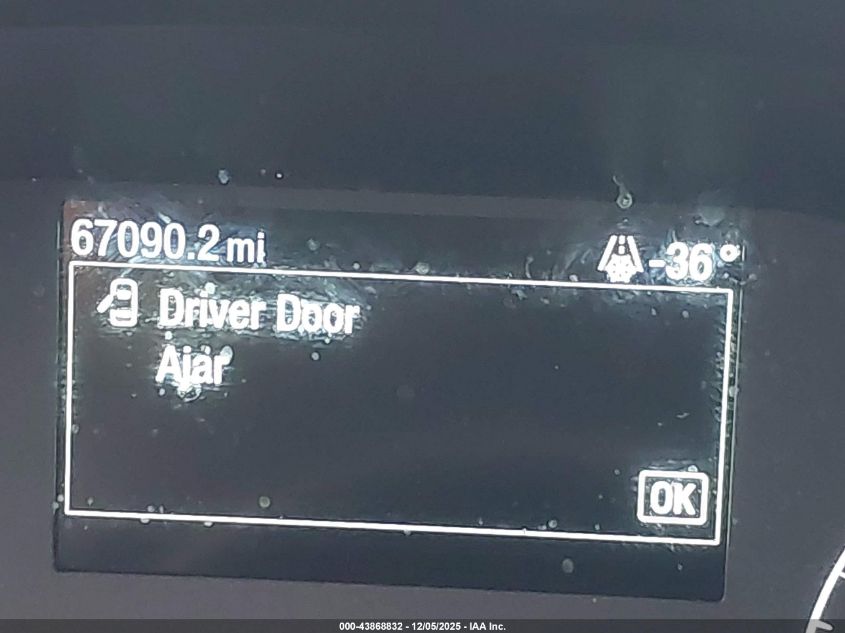 67090.2 mi
-36°
Driver Door
Ajar
OK
000-43868832 - 12/05/2025 - IAA Inc.